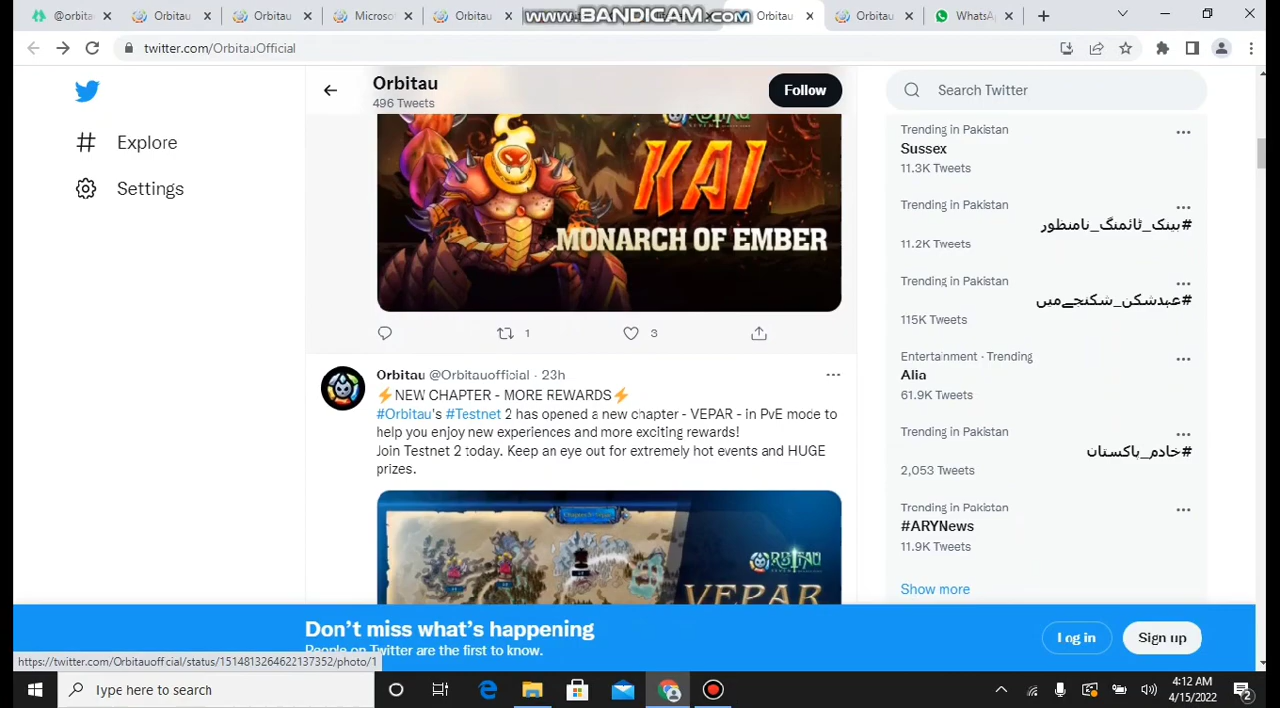 @orbita
Orbitau
Orbitau
Microso
Orbitau
www.BANDICAM.com
Orbitau
Orbitau
WhatsA
twitter.com/OrbitauOfficial
Orbitau
496 Tweets
Follow
Search Twitter
Explore
Settings
KAI
MONARCH OF EMBER
1
3
Orbitau @Orbitauofficial · 23h
⚡NEW CHAPTER - MORE REWARDS⚡
#Orbitau's #Testnet 2 has opened a new chapter - VEPAR - in PvE mode to
help you enjoy new experiences and more exciting rewards!
Join Testnet 2 today. Keep an eye out for extremely hot events and HUGE
prizes.
VEPAR
Trending in Pakistan
Sussex
11.3K Tweets
Trending in Pakistan
#بینک_ٹائمنگ_نامنظور
11.2K Tweets
Trending in Pakistan
#عہدشکن_شکنجےمیں
115K Tweets
Entertainment · Trending
Alia
61.9K Tweets
Trending in Pakistan
#خادم_پاکستان
2,053 Tweets
Trending in Pakistan
#ARYNews
11.9K Tweets
Show more
Don't miss what's happening
People on Twitter are the first to know.
Log in
Sign up
https://twitter.com/Orbitauofficial/status/1514813264622137352/photo/1
Type here to search
4:12 AM
4/15/2022
2